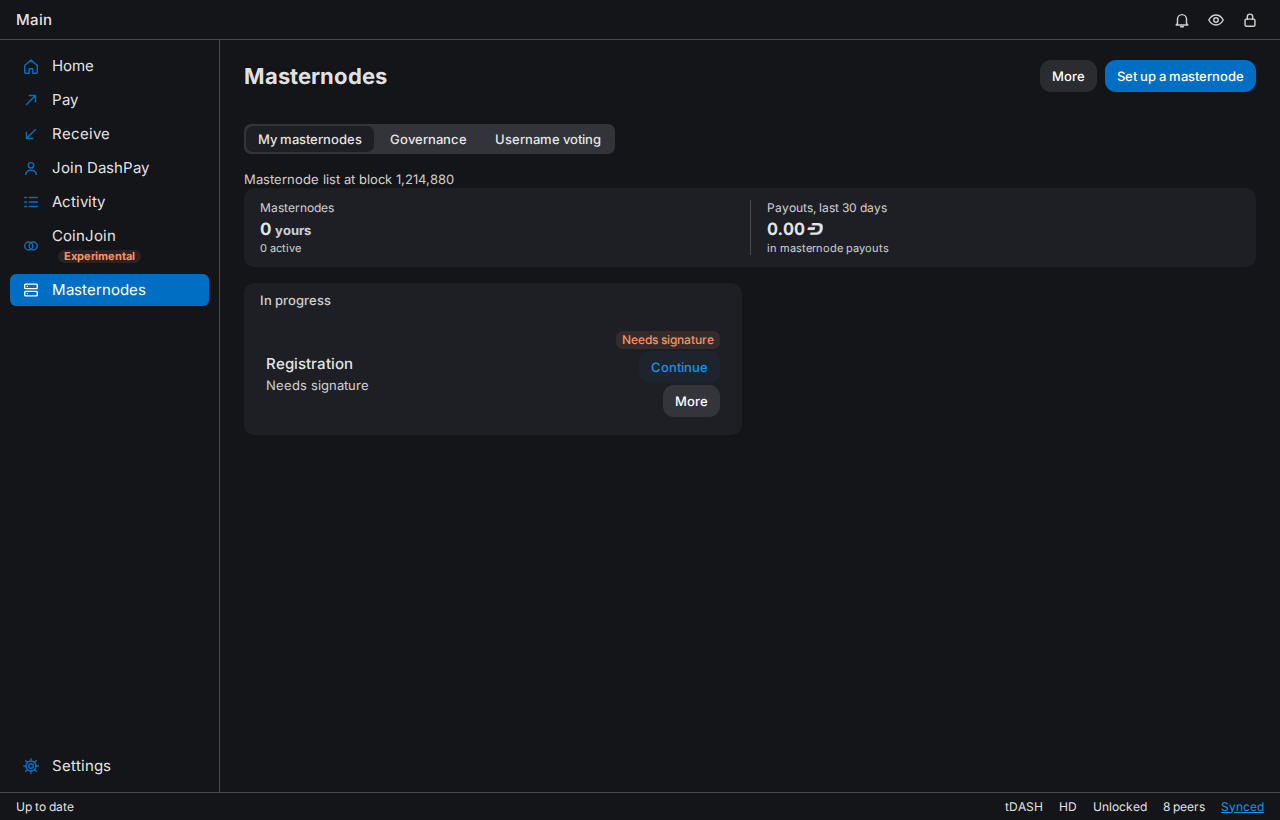 Main
Home
Pay
Receive
Join DashPay
Activity
CoinJoin
Experimental
Masternodes
Settings
Masternodes
More
Set up a masternode
My masternodes
Governance
Username voting
Masternode list at block 1,214,880
Masternodes
0 yours
0 active
Payouts, last 30 days
0.00
in masternode payouts
In progress
Registration
Needs signature
Needs signature
Continue
More
Up to date
tDASH
HD
Unlocked
8 peers
Synced